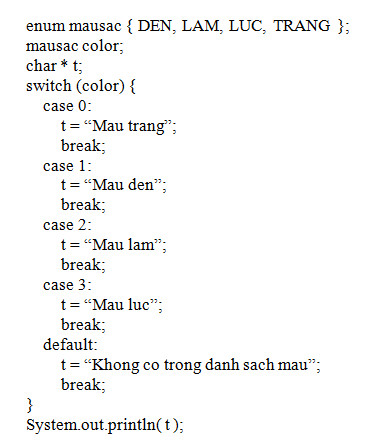 enum mausac { DEN, LAM, LUC, TRANG };
mausac color;
char * t;
switch (color) {
case 0:
t = “Mau trang”;
break;
case 1:
t = “Mau den”;
break;
case 2:
t = “Mau lam”;
break;
case 3:
t = “Mau luc”;
break;
default:
t = “Khong co trong danh sach mau”;
break;
}
System.out.println( t );